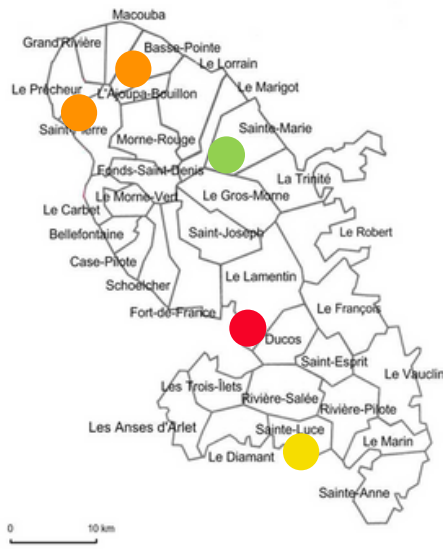 Macouba
Grand'Rivière
Basse-Pointe
Le Lorrain
Le Prêcheur
L'Ajoupa-Bouillon
Le Marigot
Sainte-Marie
Morne-Rouge
Fonds-Saint-Denis
La Trinité
Le Morne-Vert
Le Gros-Morne
Le Carbet
Bellefontaine
Saint-Joseph
Le Robert
Case-Pilote
Le Lamentin
Schoelcher
Le François
Fort-de-France
Ducos
Saint-Esprit
Le Vauclin
Les Trois-Îlets
Rivière-Salée
Rivière-Pilote
Les Anses d'Arlet
Sainte-Luce
Le Marin
Le Diamant
Sainte-Anne
0 10 km